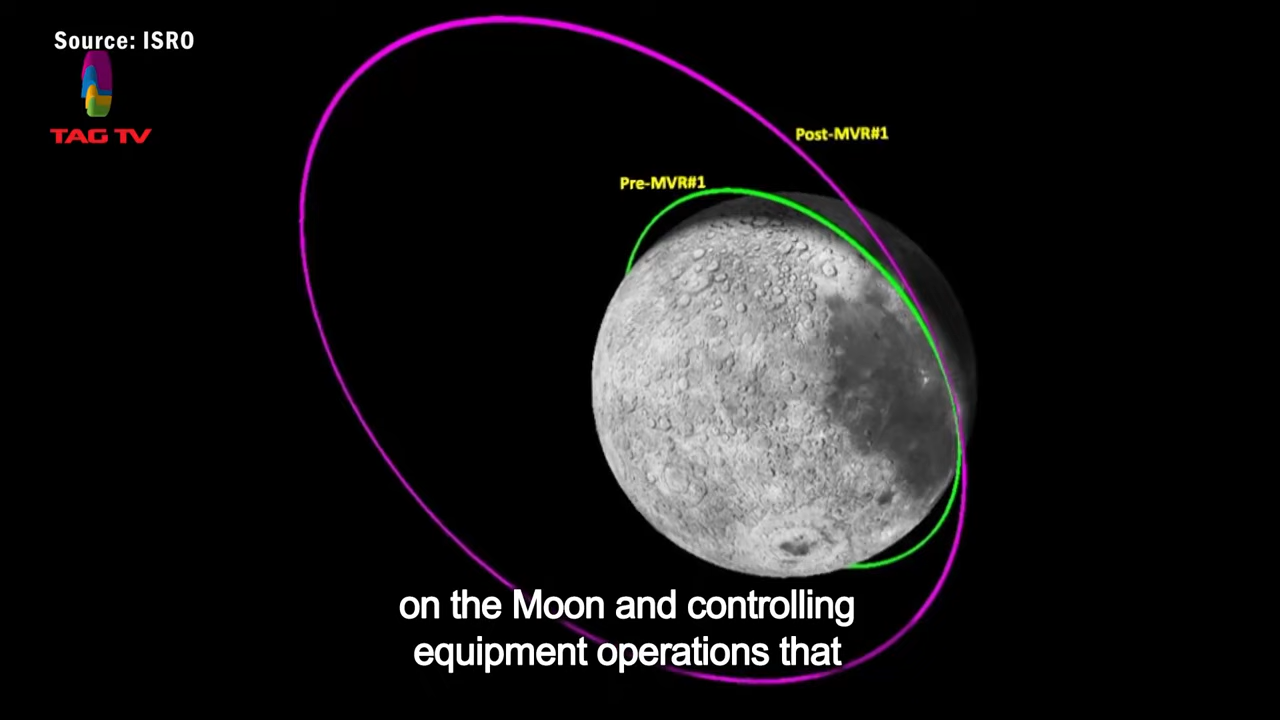 Source: ISRO
TAG TV
Post-MVR#1
Pre-MVR#1
on the Moon and controlling
equipment operations that